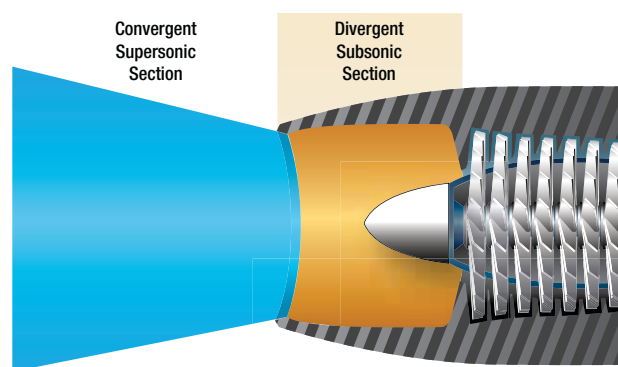 Convergent
Supersonic
Section
Divergent
Subsonic
Section